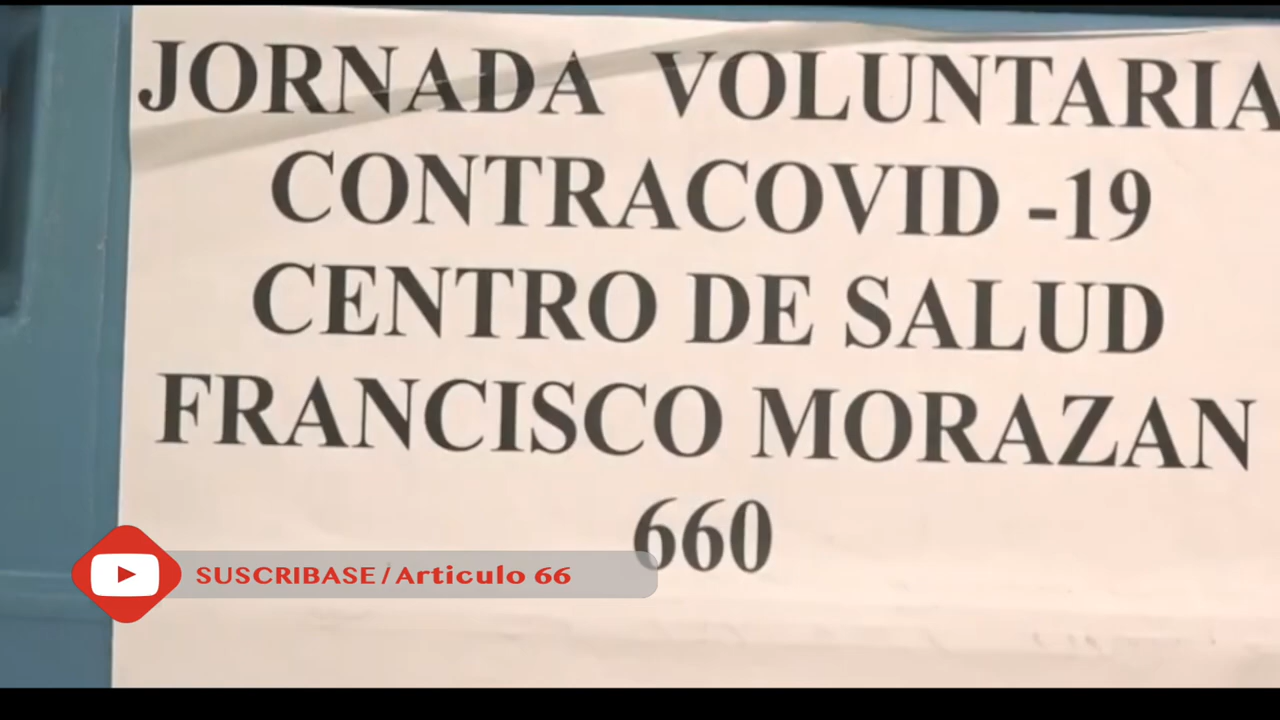 JORNADA VOLUNTARIA
CONTRACOVID -19
CENTRO DE SALUD
FRANCISCO MORAZAN
660
SUSCRIBASE / Articulo 66